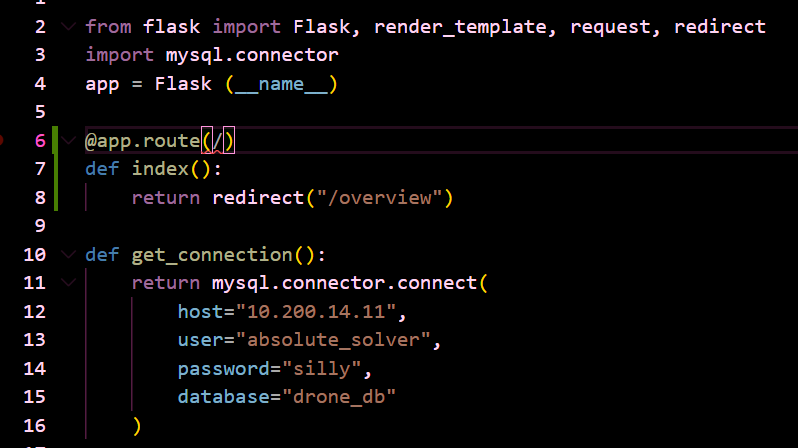 2 from flask import Flask, render_template, request, redirect
3 import mysql.connector
4 app = Flask (__name__)
5
6 @app.route(/)
7 def index():
8     return redirect("/overview")
9
10 def get_connection():
11     return mysql.connector.connect(
12         host="10.200.14.11",
13         user="absolute_solver",
14         password="silly",
15         database="drone_db"
16     )